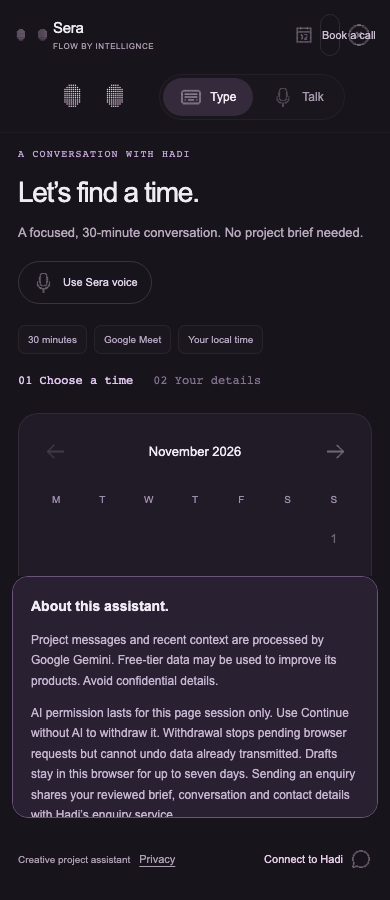 Sera
FLOW BY INTELLIGNCE
Book a call
Type
Talk
A CONVERSATION WITH HADI
Let's find a time.
A focused, 30-minute conversation. No project brief needed.
Use Sera voice
30 minutes
Google Meet
Your local time
01 Choose a time
02 Your details
November 2026
M T W T F S S
1
About this assistant.
Project messages and recent context are processed by
Google Gemini. Free-tier data may be used to improve its
products. Avoid confidential details.
AI permission lasts for this page session only. Use Continue
without AI to withdraw it. Withdrawal stops pending browser
requests but cannot undo data already transmitted. Drafts
stay in this browser for up to seven days. Sending an enquiry
shares your reviewed brief, conversation and contact details
with Hadi's enquiry service.
Creative project assistant
Privacy
Connect to Hadi